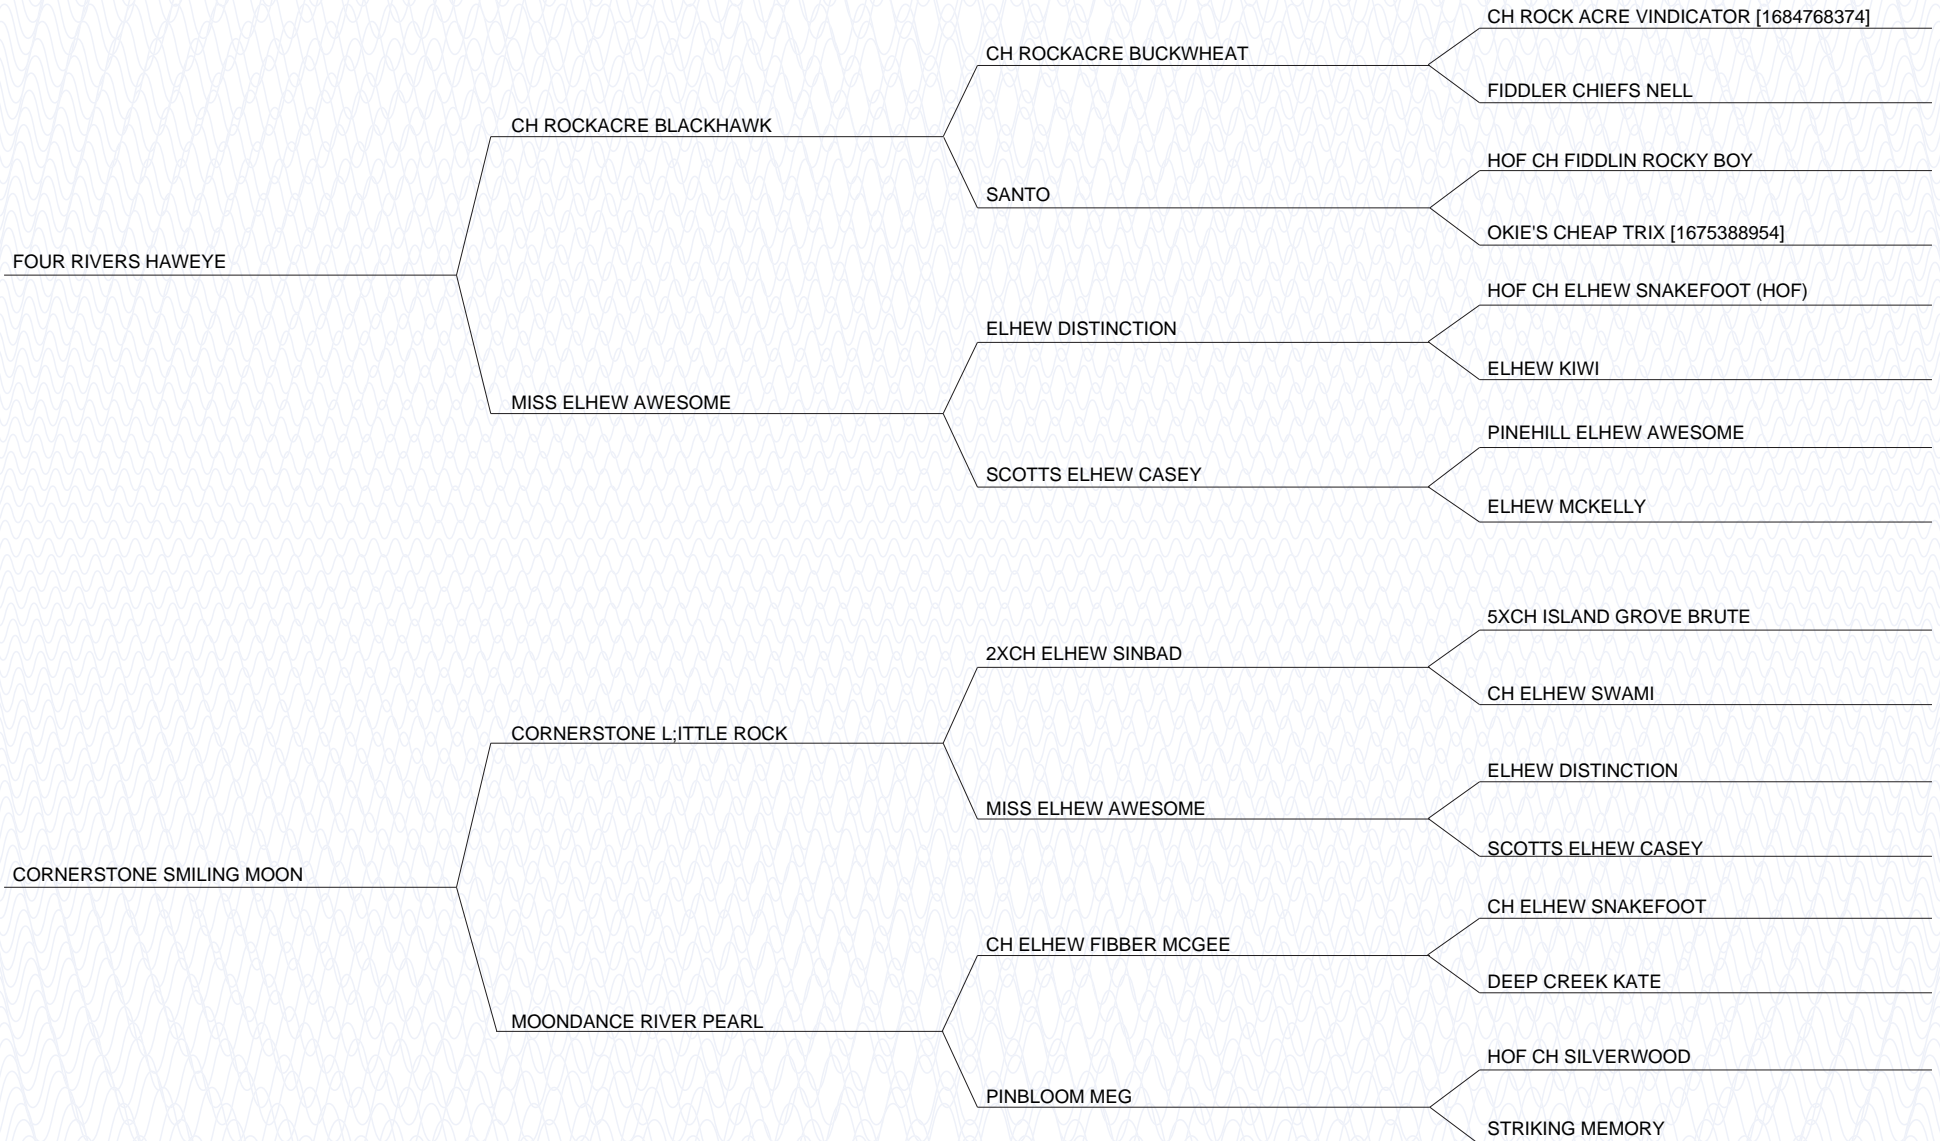 CH ROCK ACRE VINDICATOR [1684768374]
CH ROCKACRE BUCKWHEAT
FIDDLER CHIEFS NELL
CH ROCKACRE BLACKHAWK
HOF CH FIDDLIN ROCKY BOY
SANTO
OKIE'S CHEAP TRIX [1675388954]
FOUR RIVERS HAWEYE
HOF CH ELHEW SNAKEFOOT (HOF)
ELHEW DISTINCTION
ELHEW KIWI
MISS ELHEW AWESOME
PINEHILL ELHEW AWESOME
SCOTTS ELHEW CASEY
ELHEW MCKELLY
5XCH ISLAND GROVE BRUTE
2XCH ELHEW SINBAD
CH ELHEW SWAMI
CORNERSTONE L;ITTLE ROCK
ELHEW DISTINCTION
MISS ELHEW AWESOME
SCOTTS ELHEW CASEY
CORNERSTONE SMILING MOON
CH ELHEW SNAKEFOOT
CH ELHEW FIBBER MCGEE
DEEP CREEK KATE
MOONDANCE RIVER PEARL
HOF CH SILVERWOOD
PINBLOOM MEG
STRIKING MEMORY